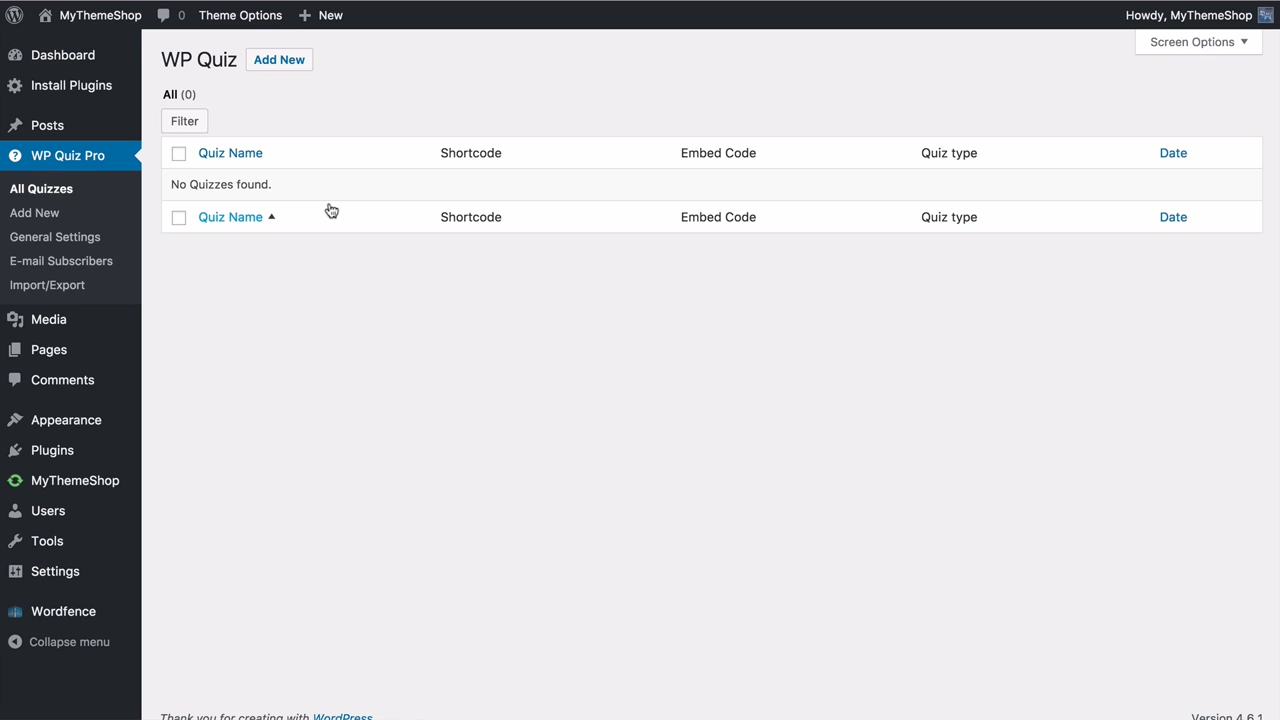 MyThemeShop 0 Theme Options New Howdy, MyThemeShop
Dashboard
Install Plugins
Posts
WP Quiz Pro
All Quizzes
Add New
General Settings
E-mail Subscribers
Import/Export
Media
Pages
Comments
Appearance
Plugins
MyThemeShop
Users
Tools
Settings
Wordfence
Collapse menu
Screen Options
WP Quiz Add New
All (0)
Filter
Quiz Name Shortcode Embed Code Quiz type Date
No Quizzes found.
Quiz Name Shortcode Embed Code Quiz type Date
Thank you for creating with WordPress Version 4.6.1